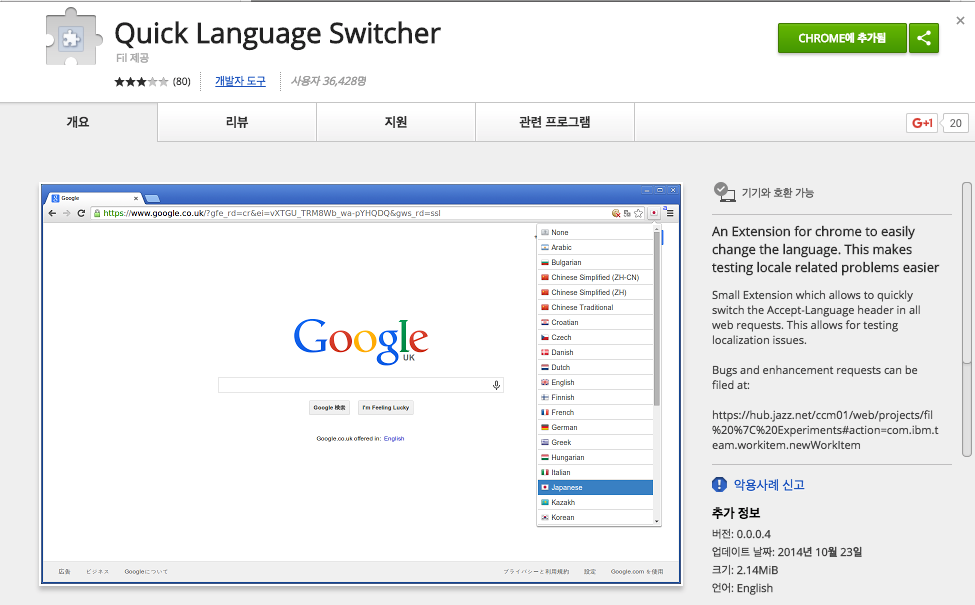 Quick Language Switcher
Fil 제공
(80) 개발자 도구 사용자 36,428명
CHROME에 추가됨
개요 리뷰 지원 관련 프로그램
G+1 20
Google
https://www.google.co.uk/?gfe_rd=cr&ei=vXTGU_TRM8Wb_wa-pYHQDQ&gws_rd=ssl
None
Arabic
Bulgarian
Chinese Simplified (ZH-CN)
Chinese Simplified (ZH)
Chinese Traditional
Croatian
Czech
Danish
Dutch
English
Finnish
French
German
Greek
Hungarian
Italian
Japanese
Kazakh
Korean
Google
UK
Google 検索 I'm Feeling Lucky
Google.co.uk offered in: English
広告 ビジネス Googleについて プライバシーと利用規約 設定 Google.com を使用
기기와 호환 가능
An Extension for chrome to easily
change the language. This makes
testing locale related problems easier
Small Extension which allows to quickly
switch the Accept-Language header in all
web requests. This allows for testing
localization issues.
Bugs and enhancement requests can be
filed at:
https://hub.jazz.net/ccm01/web/projects/fil
%20%7C%20Experiments#action=com.ibm.t
eam.workitem.newWorkItem
악용사례 신고
추가 정보
버전: 0.0.0.4
업데이트 날짜: 2014년 10월 23일
크기: 2.14MiB
언어: English